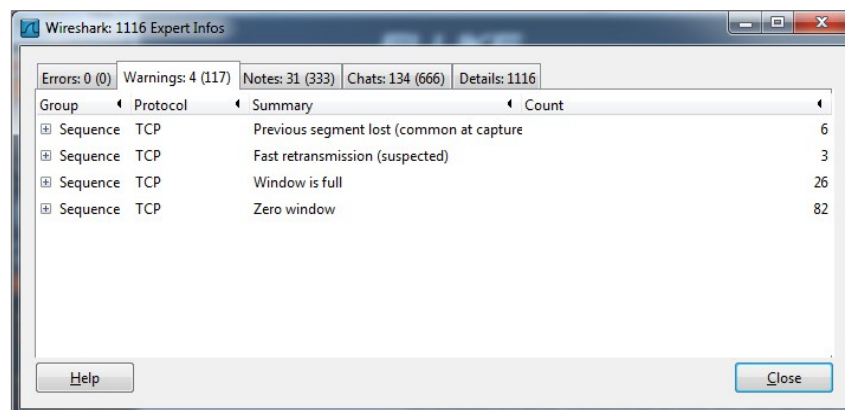 Wireshark: 1116 Expert Infos
Errors: 0 (0) Warnings: 4 (117) Notes: 31 (333) Chats: 134 (666) Details: 1116
Group Protocol Summary Count
Sequence TCP Previous segment lost (common at capture 6
Sequence TCP Fast retransmission (suspected) 3
Sequence TCP Window is full 26
Sequence TCP Zero window 82
Help Close